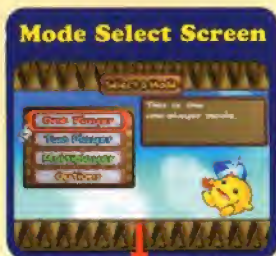 Mode Select Screen
Select a Mode
This is the
one-player mode.
One Player
Two Player
Multiplayer
Options